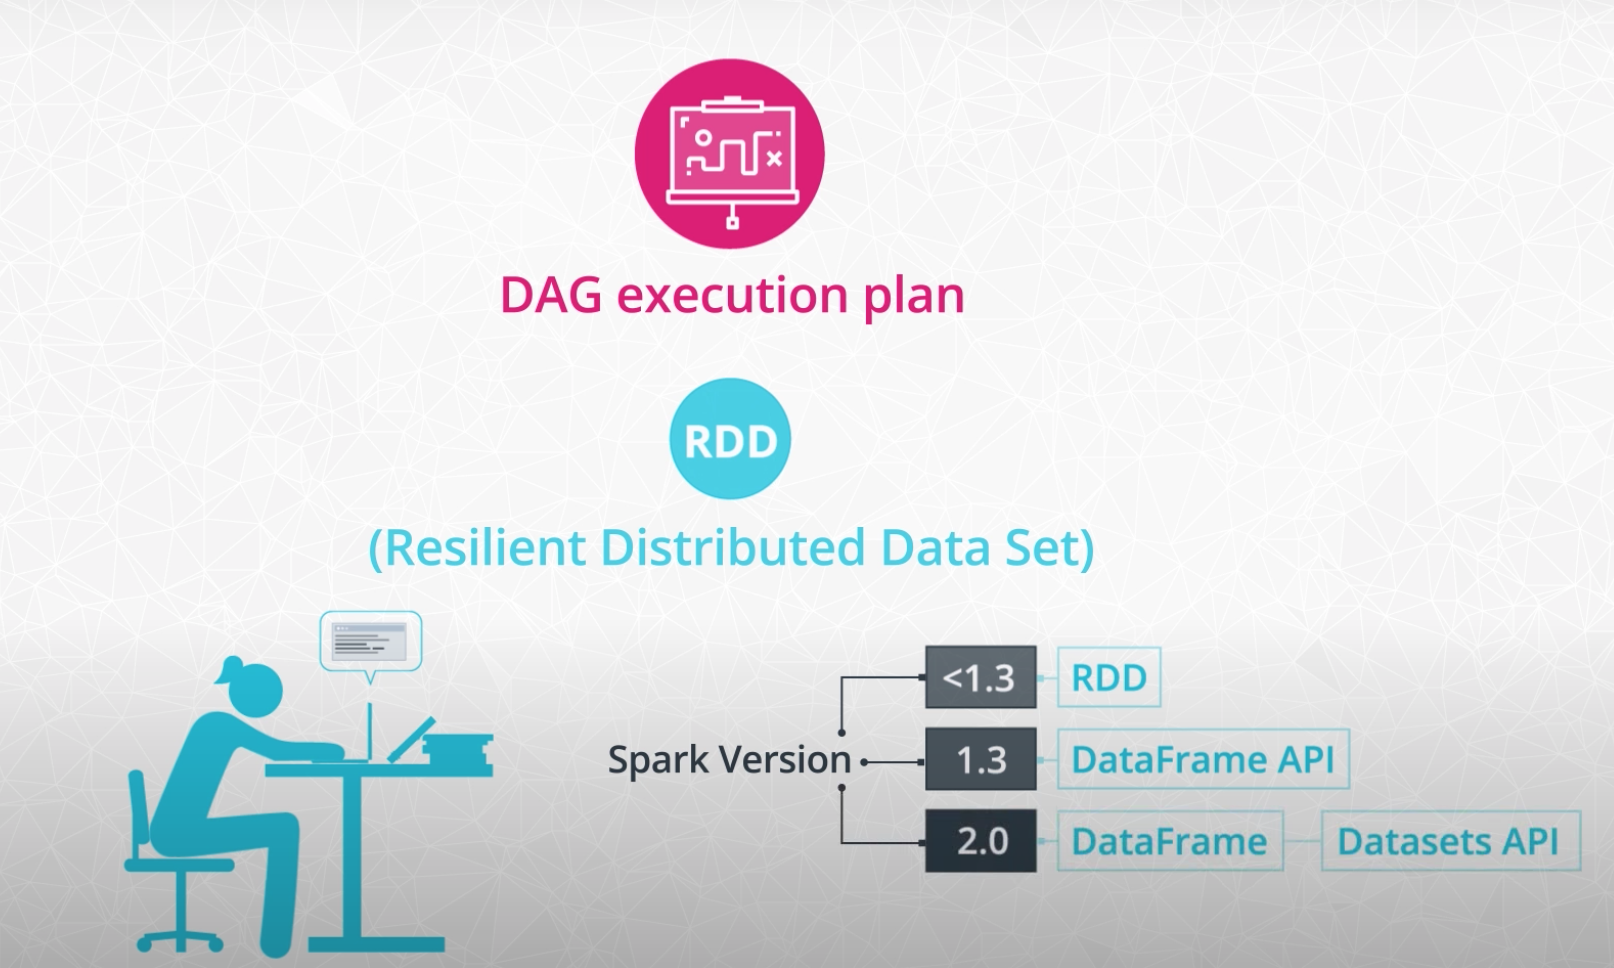 DAG execution plan
RDD
(Resilient Distributed Data Set)
Spark Version
<1.3 RDD
1.3 DataFrame API
2.0 DataFrame Datasets API